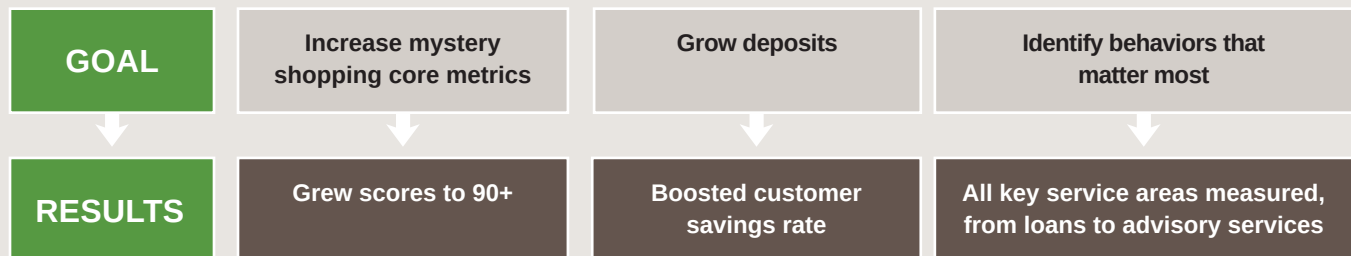 GOAL
Increase mystery
shopping core metrics
Grow deposits
Identify behaviors that
matter most
RESULTS
Grew scores to 90+
Boosted customer
savings rate
All key service areas measured,
from loans to advisory services